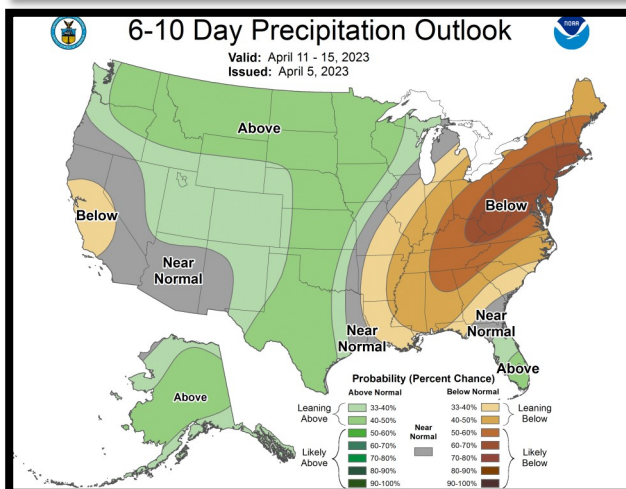 6-10 Day Precipitation Outlook
NOAA
Valid: April 11 - 15, 2023
Issued: April 5, 2023
Above
Below
Near
Normal
Below
Near
Normal
Near
Normal
Above
Above
Probability (Percent Chance)
Above Normal
Below Normal
Leaning
Above
33-40%
40-50%
Likely
Above
50-60%
60-70%
70-80%
80-90%
90-100%
Near
Normal
33-40%
40-50%
Leaning
Below
50-60%
60-70%
70-80%
80-90%
90-100%
Likely
Below